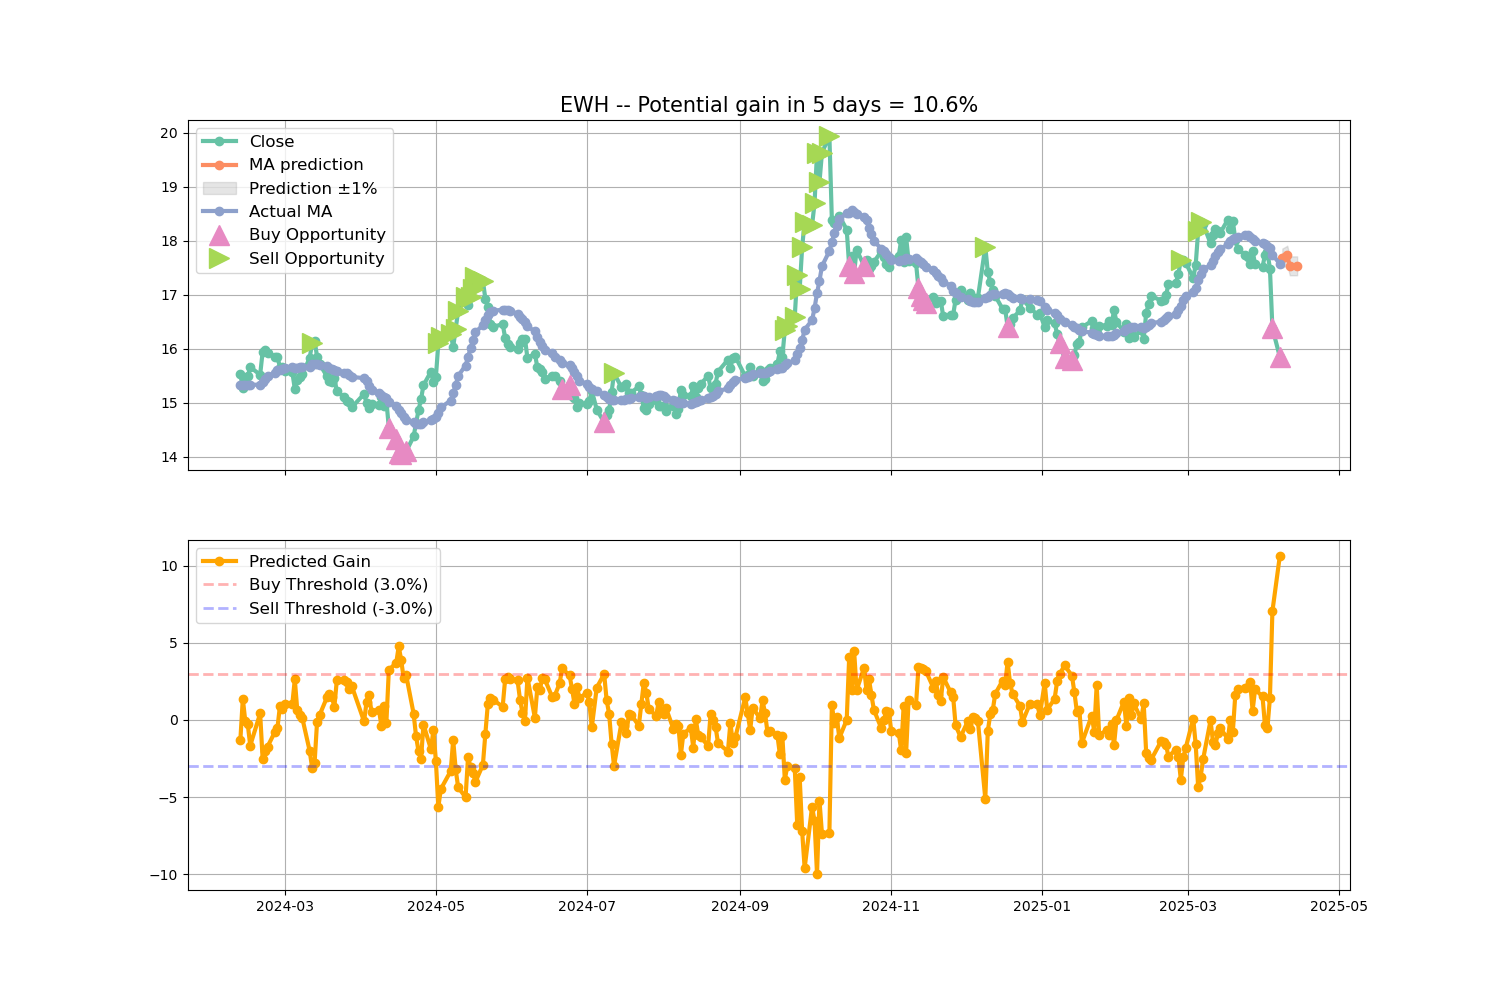 EWH -- Potential gain in 5 days = 10.6%
20
19
18
17
16
15
14
Close
MA prediction
Prediction ±1%
Actual MA
Buy Opportunity
Sell Opportunity
10
5
0
−5
−10
Predicted Gain
Buy Threshold (3.0%)
Sell Threshold (-3.0%)
2024-03
2024-05
2024-07
2024-09
2024-11
2025-01
2025-03
2025-05